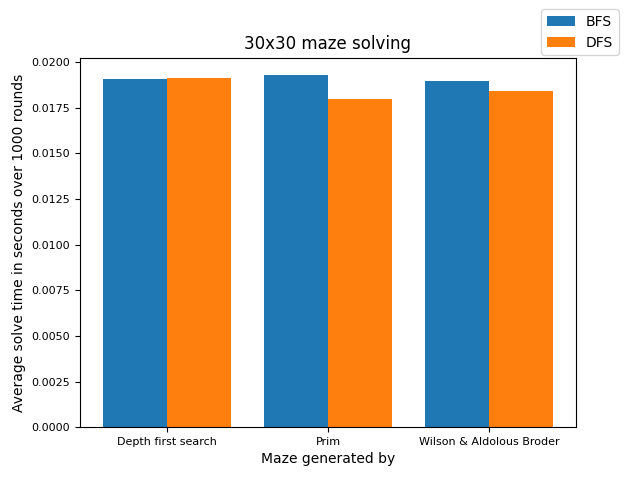 BFS
DFS
30x30 maze solving
Average solve time in seconds over 1000 rounds
0.0200
0.0175
0.0150
0.0125
0.0100
0.0075
0.0050
0.0025
0.0000
Depth first search
Prim
Wilson & Aldolous Broder
Maze generated by